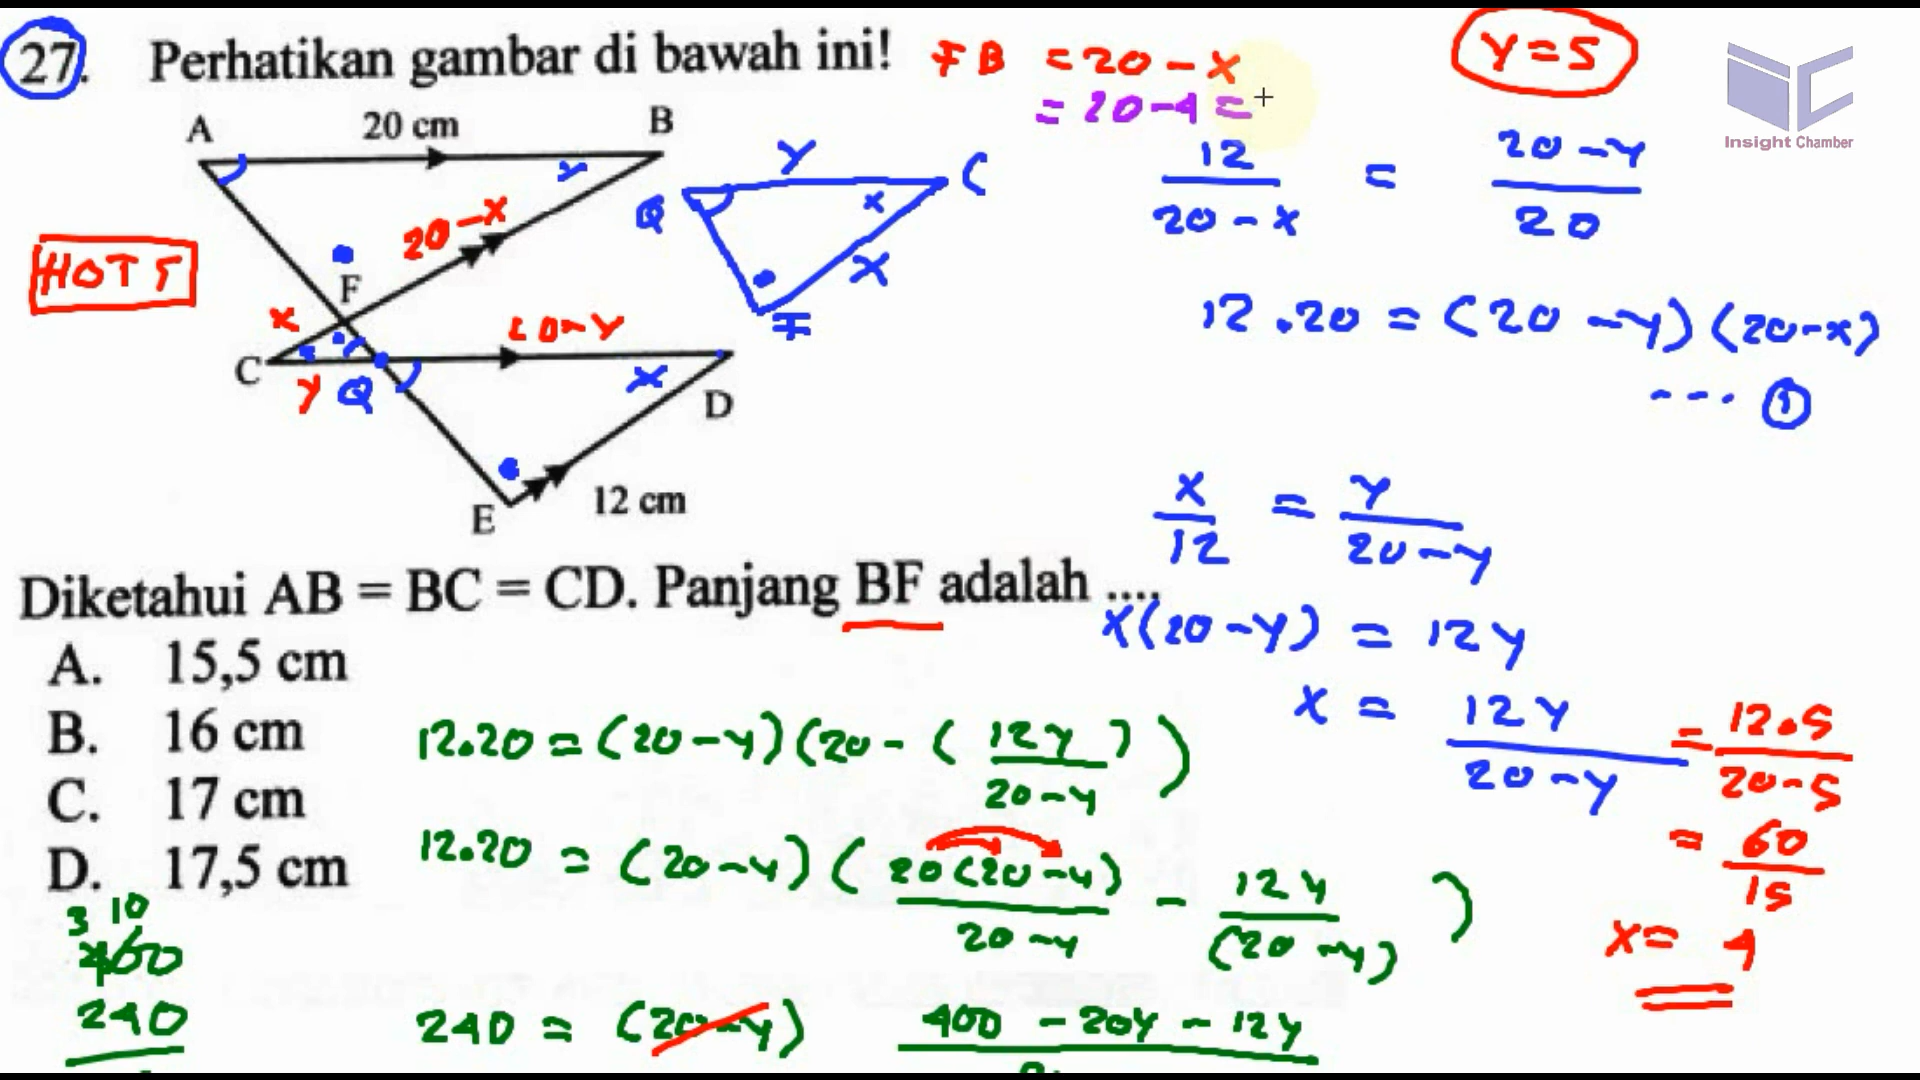 27. Perhatikan gambar di bawah ini!
FB = 20 - x
= 20 - 4 =
y = 5
Insight Chamber
A 20 cm B
y
20 - x
HOTS
F
x
C
y Q
20 - y
x
D
E
12 cm
Q y C
x
x
F
12 / 20 - x = 20 - y / 20
12.20 = (20 - y) (20 - x)
... ①
x / 12 = y / 20 - y
x(20 - y) = 12y
x = 12y / 20 - y = 12.5 / 20 - 5
= 60 / 15
x = 4
Diketahui AB = BC = CD. Panjang BF adalah ....
A. 15,5 cm
B. 16 cm
C. 17 cm
D. 17,5 cm
12.20 = (20 - y) (20 - (12y / 20 - y))
12.20 = (20 - y) (20(20 - y) / 20 - y - 12y / (20 - y))
240 = (20 - y) 400 - 20y - 12y
3 10
400
240